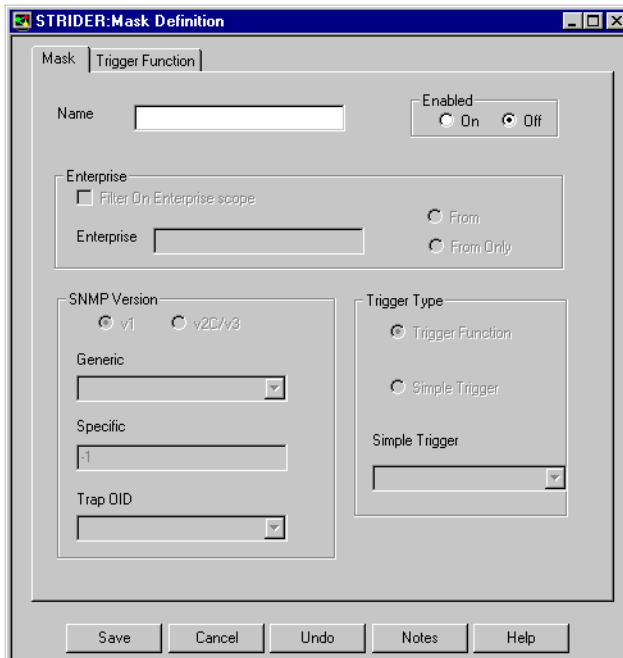 STRIDER:Mask Definition
Mask
Trigger Function
Name
Enabled
On
Off
Enterprise
Filter On Enterprise scope
Enterprise
From
From Only
SNMP Version
v1
v2C/v3
Generic
Specific
-1
Trap OID
Trigger Type
Trigger Function
Simple Trigger
Simple Trigger
Save
Cancel
Undo
Notes
Help